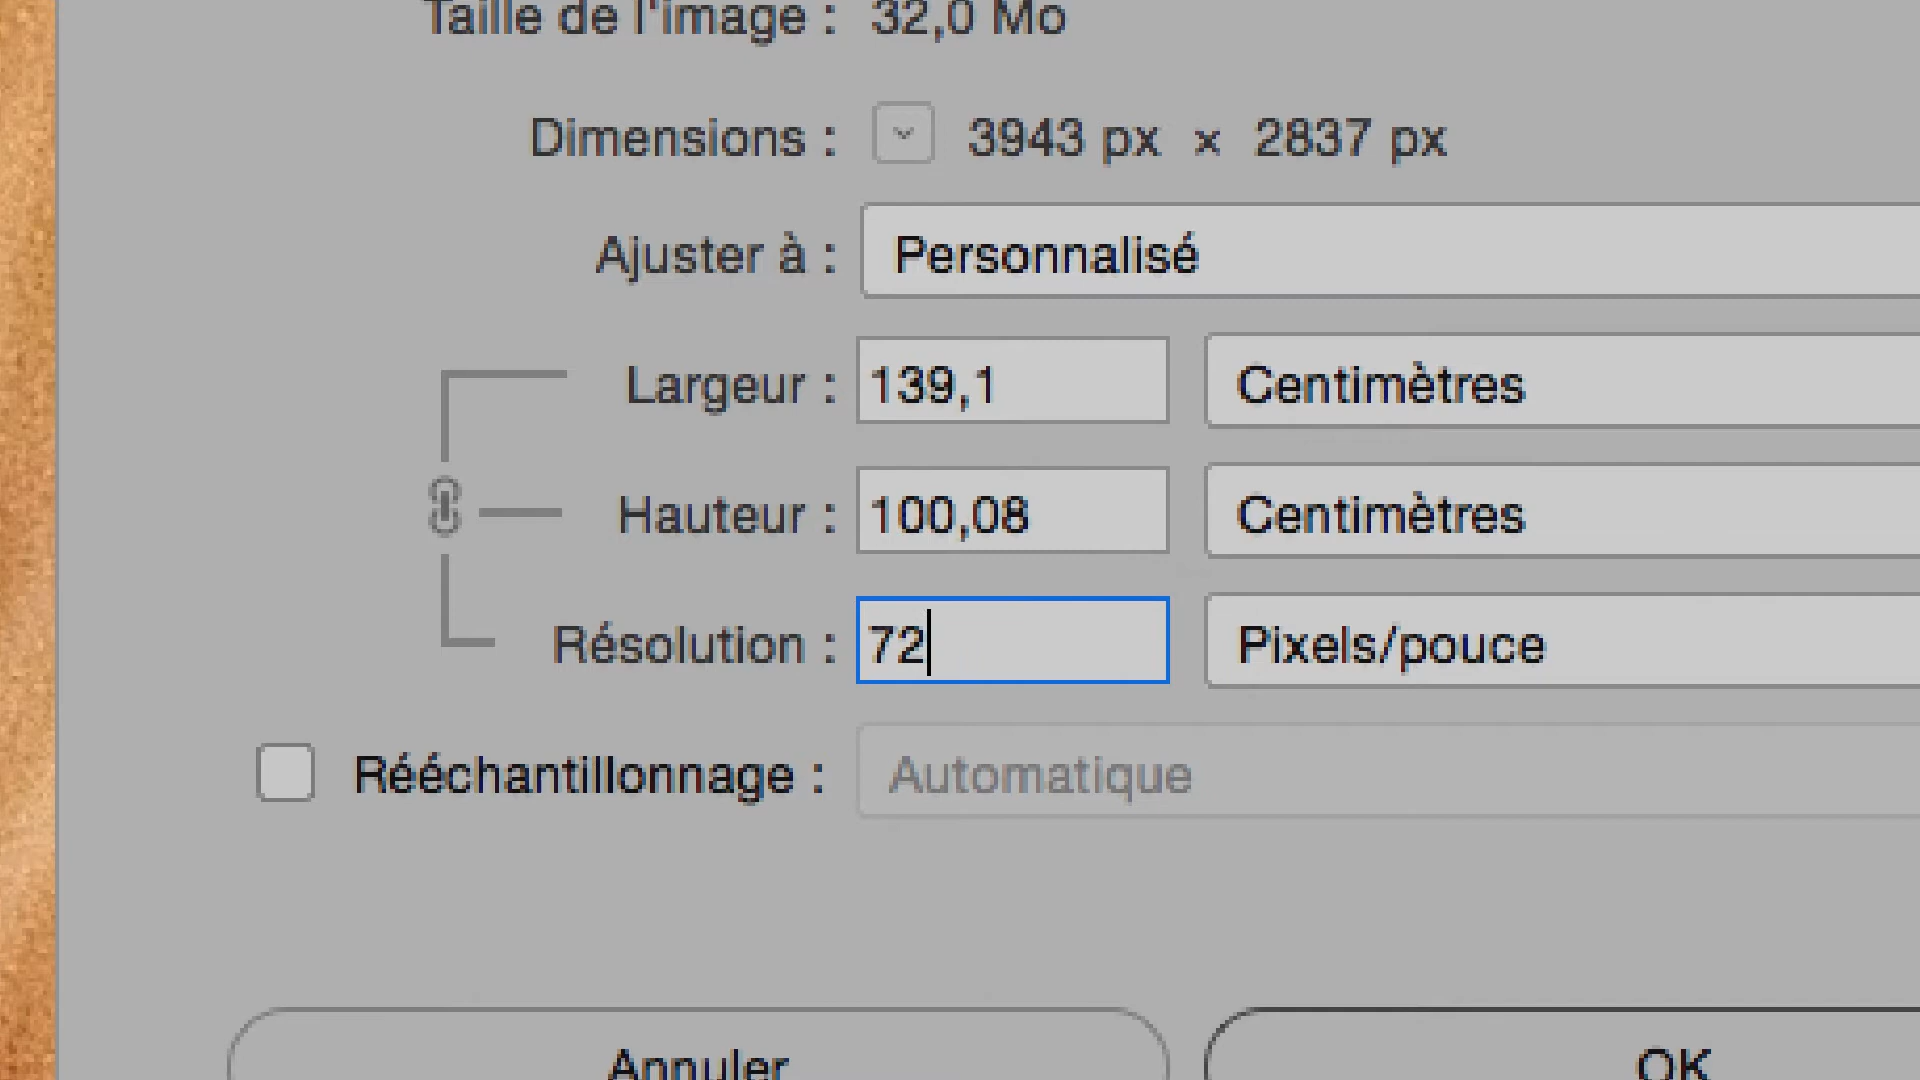 Taille de l'image : 32,0 Mo
Dimensions : 3943 px × 2837 px
Ajuster à : Personnalisé
Largeur : 139,1 Centimètres
Hauteur : 100,08 Centimètres
Résolution : 72 Pixels/pouce
Rééchantillonnage : Automatique
Annuler OK